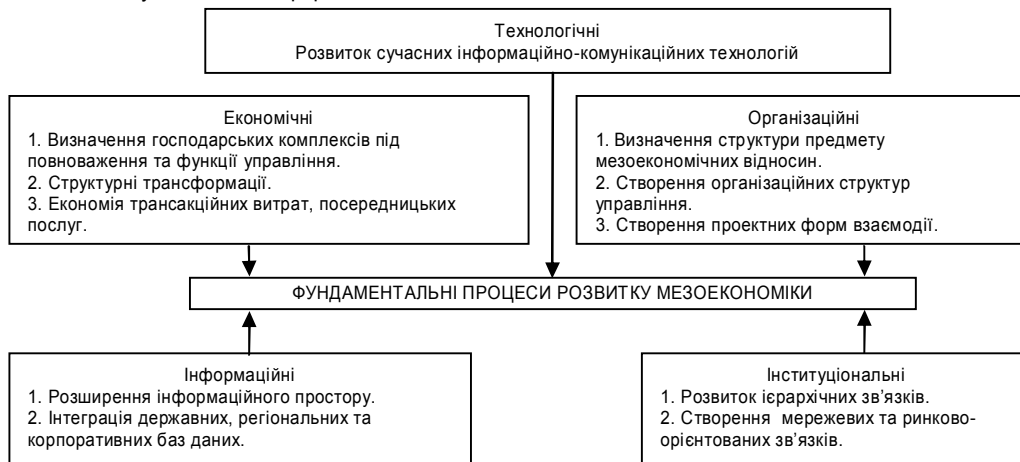 Технологічні
Розвиток сучасних інформаційно-комунікаційних технологій
Економічні
1. Визначення господарських комплексів під
повноваження та функції управління.
2. Структурні трансформації.
3. Економія трансакційних витрат, посередницьких
послуг.
Організаційні
1. Визначення структури предмету
мезоекономічних відносин.
2. Створення організаційних структур
управління.
3. Створення проектних форм взаємодії.
ФУНДАМЕНТАЛЬНІ ПРОЦЕСИ РОЗВИТКУ МЕЗОЕКОНОМІКИ
Інформаційні
1. Розширення інформаційного простору.
2. Інтеграція державних, регіональних та
корпоративних баз даних.
Інституціональні
1. Розвиток ієрархічних зв’язків.
2. Створення мережевих та ринково-
орієнтованих зв’язків.